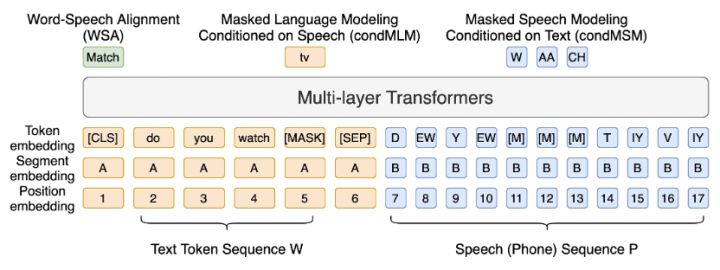 Word-Speech Alignment (WSA)
Match
Masked Language Modeling Conditioned on Speech (condMLM)
tv
Masked Speech Modeling Conditioned on Text (condMSM)
W AA CH
Multi-layer Transformers
Token embedding [CLS] do you watch [MASK] [SEP] D EW Y EW [M] [M] [M] T IY V IY
Segment embedding A A A A A A B B B B B B B B B B B
Position embedding 1 2 3 4 5 6 7 8 9 10 11 12 13 14 15 16 17
Text Token Sequence W
Speech (Phone) Sequence P